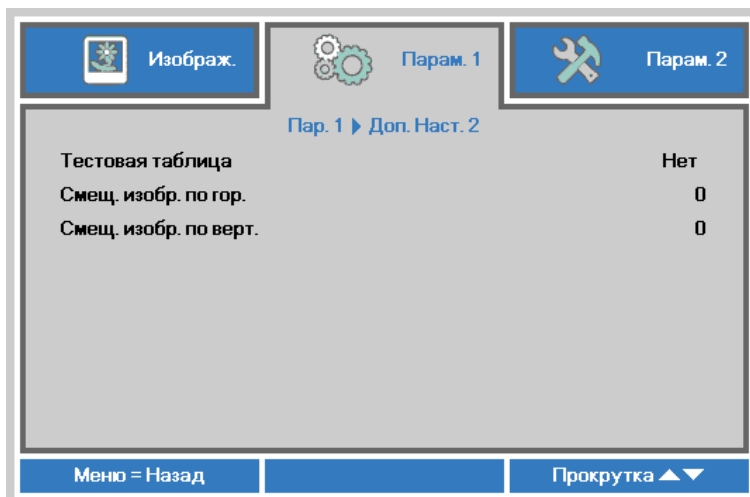 Изображ.
Парам. 1
Парам. 2
Пар. 1 ▶ Доп. Наст. 2
Тестовая таблица Нет
Смещ. изобр. по гор. 0
Смещ. изобр. по верт. 0
Меню = Назад
Прокрутка ▲▼